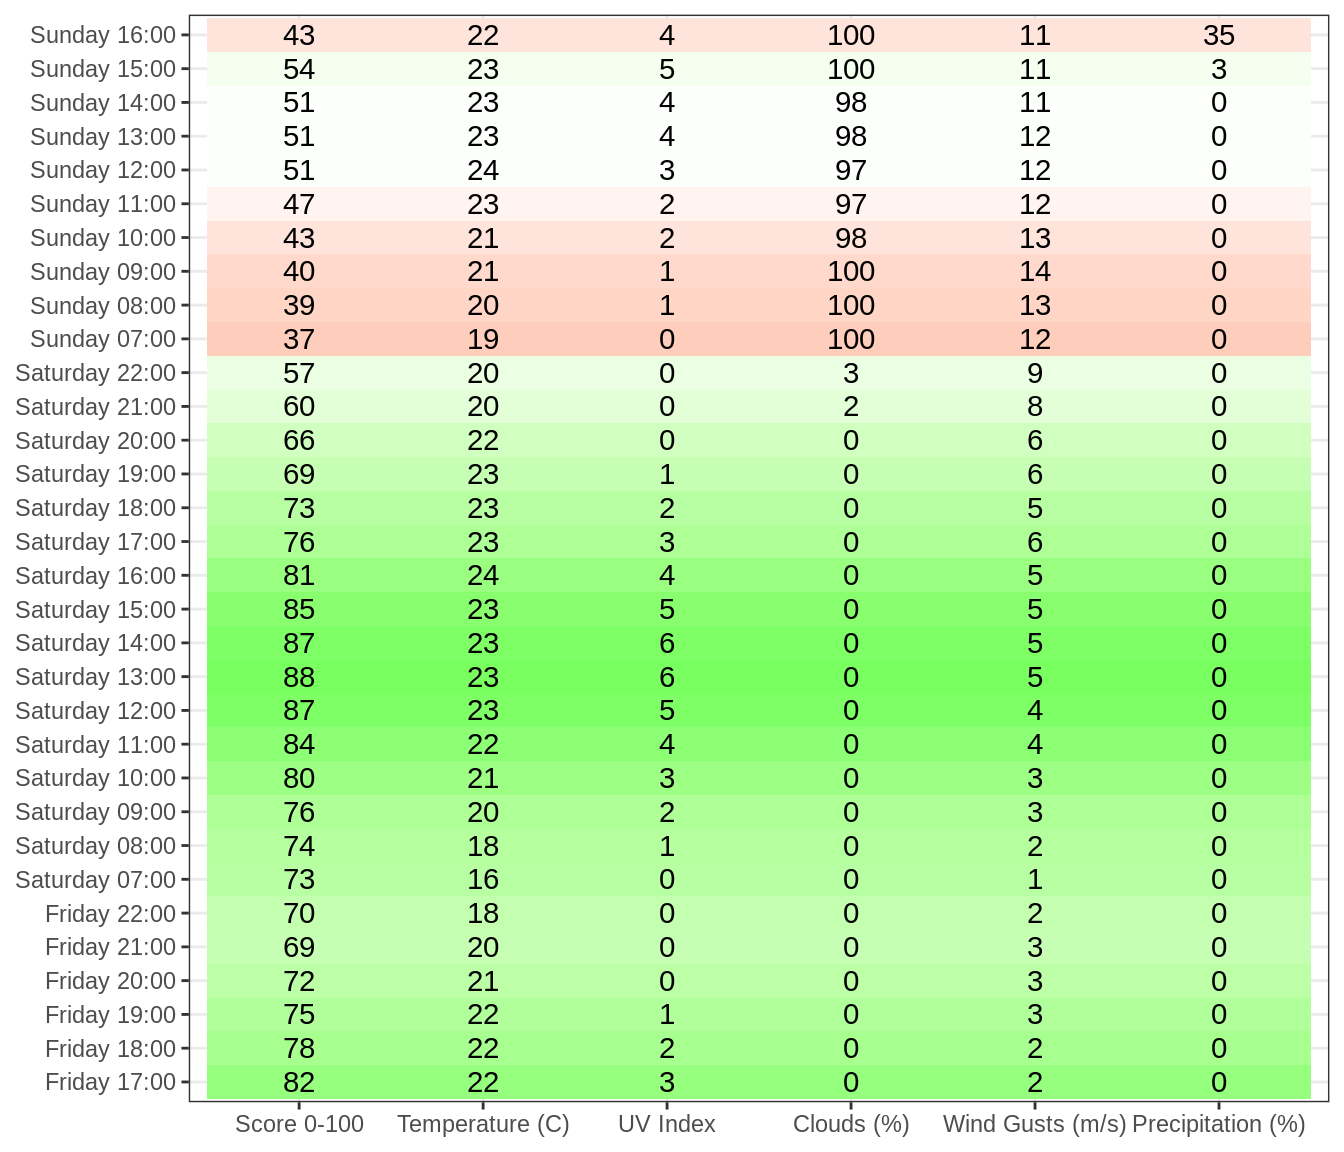 Sunday 16:00 43 22 4 100 11 35
Sunday 15:00 54 23 5 100 11 3
Sunday 14:00 51 23 4 98 11 0
Sunday 13:00 51 23 4 98 12 0
Sunday 12:00 51 24 3 97 12 0
Sunday 11:00 47 23 2 97 12 0
Sunday 10:00 43 21 2 98 13 0
Sunday 09:00 40 21 1 100 14 0
Sunday 08:00 39 20 1 100 13 0
Sunday 07:00 37 19 0 100 12 0
Saturday 22:00 57 20 0 3 9 0
Saturday 21:00 60 20 0 2 8 0
Saturday 20:00 66 22 0 0 6 0
Saturday 19:00 69 23 1 0 6 0
Saturday 18:00 73 23 2 0 5 0
Saturday 17:00 76 23 3 0 6 0
Saturday 16:00 81 24 4 0 5 0
Saturday 15:00 85 23 5 0 5 0
Saturday 14:00 87 23 6 0 5 0
Saturday 13:00 88 23 6 0 5 0
Saturday 12:00 87 23 5 0 4 0
Saturday 11:00 84 22 4 0 4 0
Saturday 10:00 80 21 3 0 3 0
Saturday 09:00 76 20 2 0 3 0
Saturday 08:00 74 18 1 0 2 0
Saturday 07:00 73 16 0 0 1 0
Friday 22:00 70 18 0 0 2 0
Friday 21:00 69 20 0 0 3 0
Friday 20:00 72 21 0 0 3 0
Friday 19:00 75 22 1 0 3 0
Friday 18:00 78 22 2 0 2 0
Friday 17:00 82 22 3 0 2 0
Score 0-100 Temperature (C) UV Index Clouds (%) Wind Gusts (m/s) Precipitation (%)